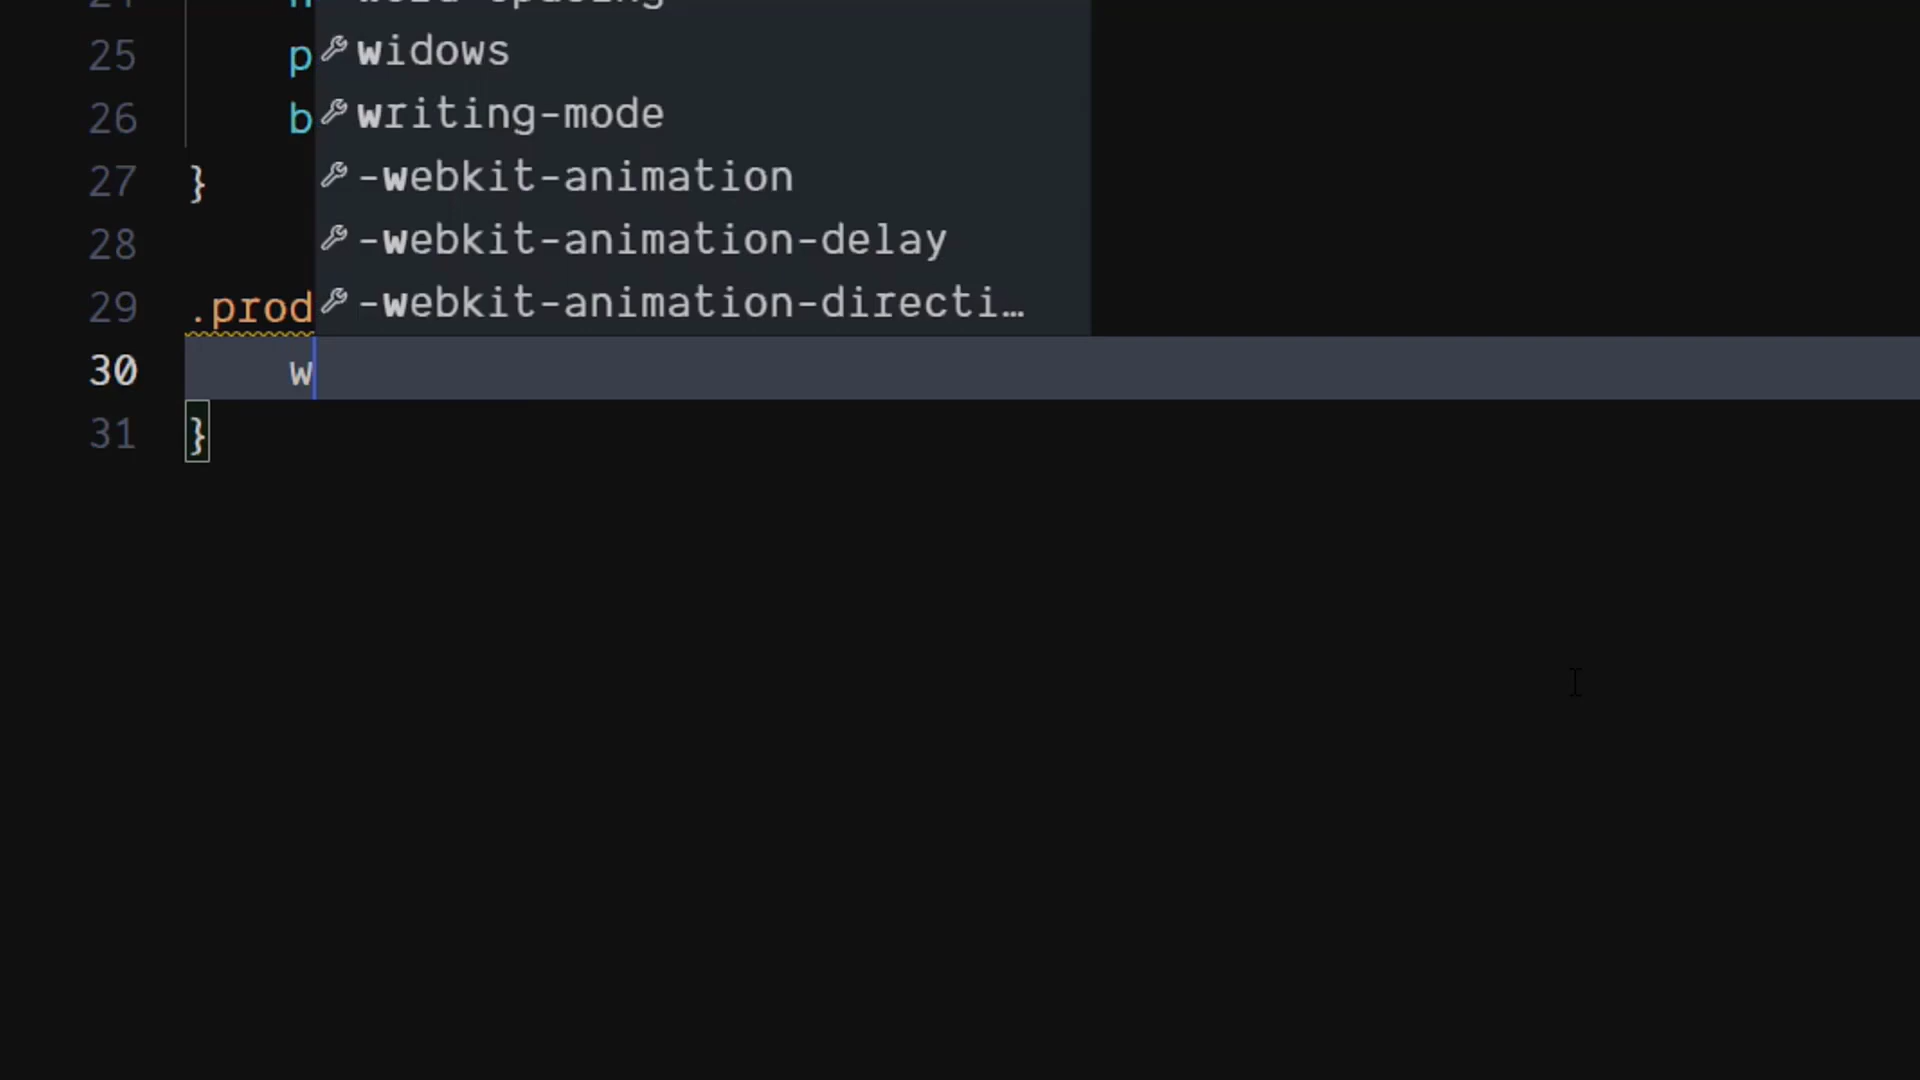 25 p widows
26 b writing-mode
27 } -webkit-animation
28 -webkit-animation-delay
29 .prod -webkit-animation-directi…
30 w
31 }